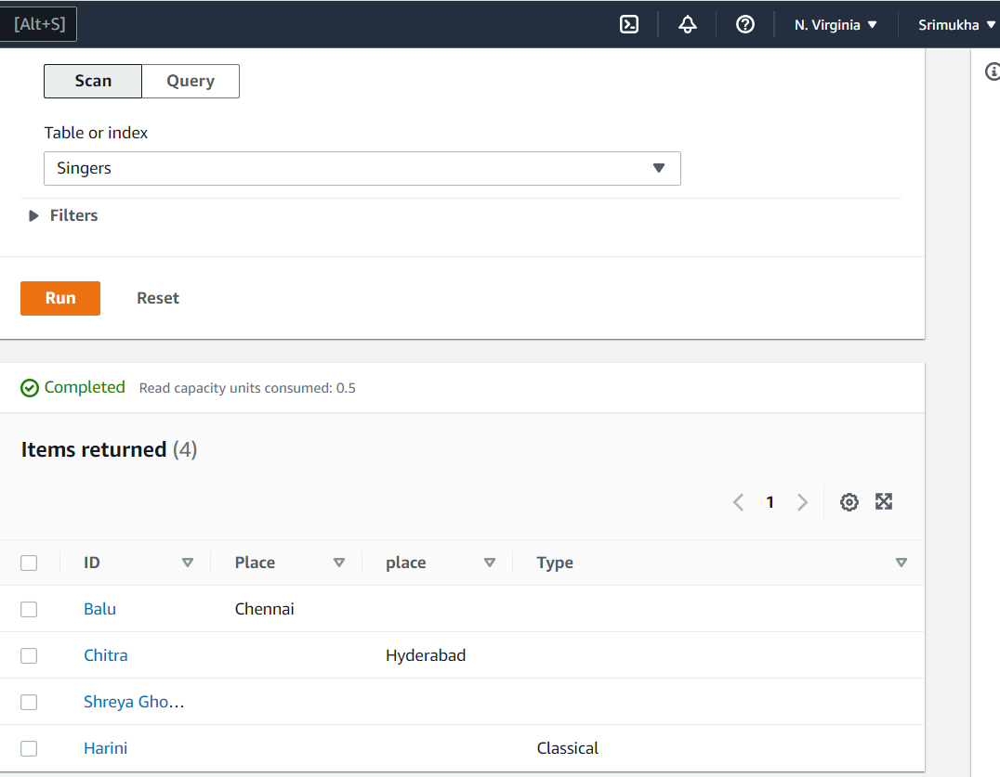 [Alt+S] N. Virginia Srimukha
Scan Query
Table or index
Singers
Filters
Run Reset
Completed Read capacity units consumed: 0.5
Items returned (4)
1
ID Place place Type
Balu Chennai
Chitra Hyderabad
Shreya Gho...
Harini Classical